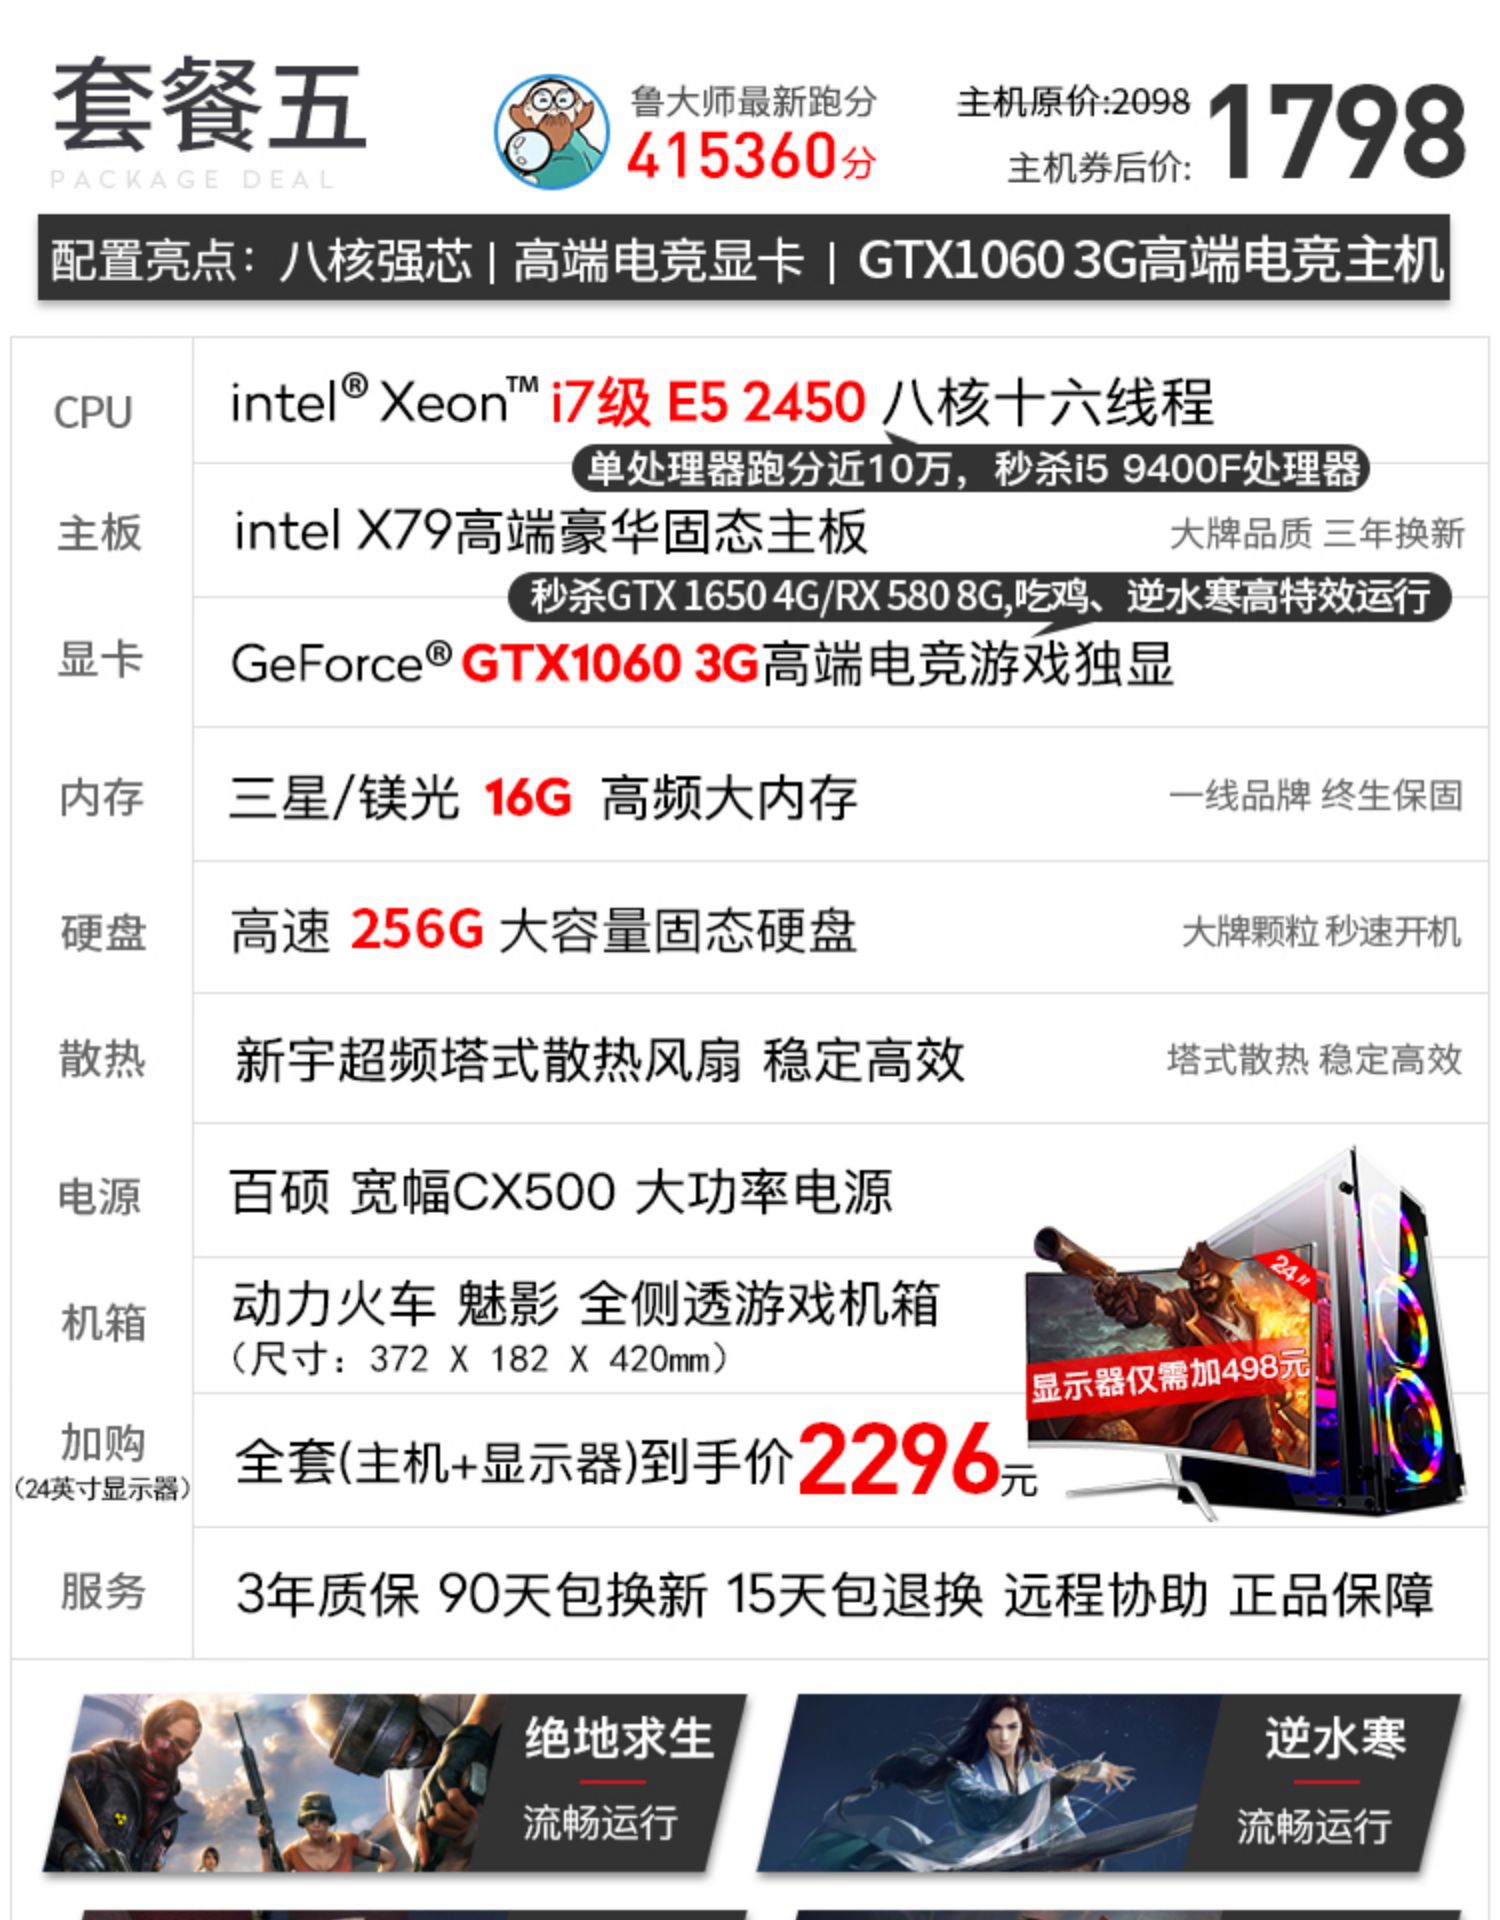 套餐五
PACKAGE DEAL
鲁大师最新跑分
415360分
主机原价:2098
主机券后价:
1798
配置亮点：八核强芯 | 高端电竞显卡 | GTX1060 3G高端电竞主机
CPU
intel® Xeon™ i7级 E5 2450 八核十六线程
单处理器跑分近10万，秒杀i5 9400F处理器
主板
intel X79高端豪华固态主板
大牌品质 三年换新
秒杀GTX 1650 4G/RX 580 8G,吃鸡、逆水寒高特效运行
显卡
GeForce® GTX1060 3G高端电竞游戏独显
内存
三星/镁光 16G 高频大内存
一线品牌 终生保固
硬盘
高速 256G 大容量固态硬盘
大牌颗粒 秒速开机
散热
新宇超频塔式散热风扇 稳定高效
塔式散热 稳定高效
电源
百硕 宽幅CX500 大功率电源
机箱
动力火车 魅影 全侧透游戏机箱
（尺寸：372 X 182 X 420mm）
24吋
显示器仅需加498元
加购
（24英寸显示器）
全套(主机+显示器)到手价2296元
服务
3年质保 90天包换新 15天包退换 远程协助 正品保障
绝地求生
流畅运行
逆水寒
流畅运行